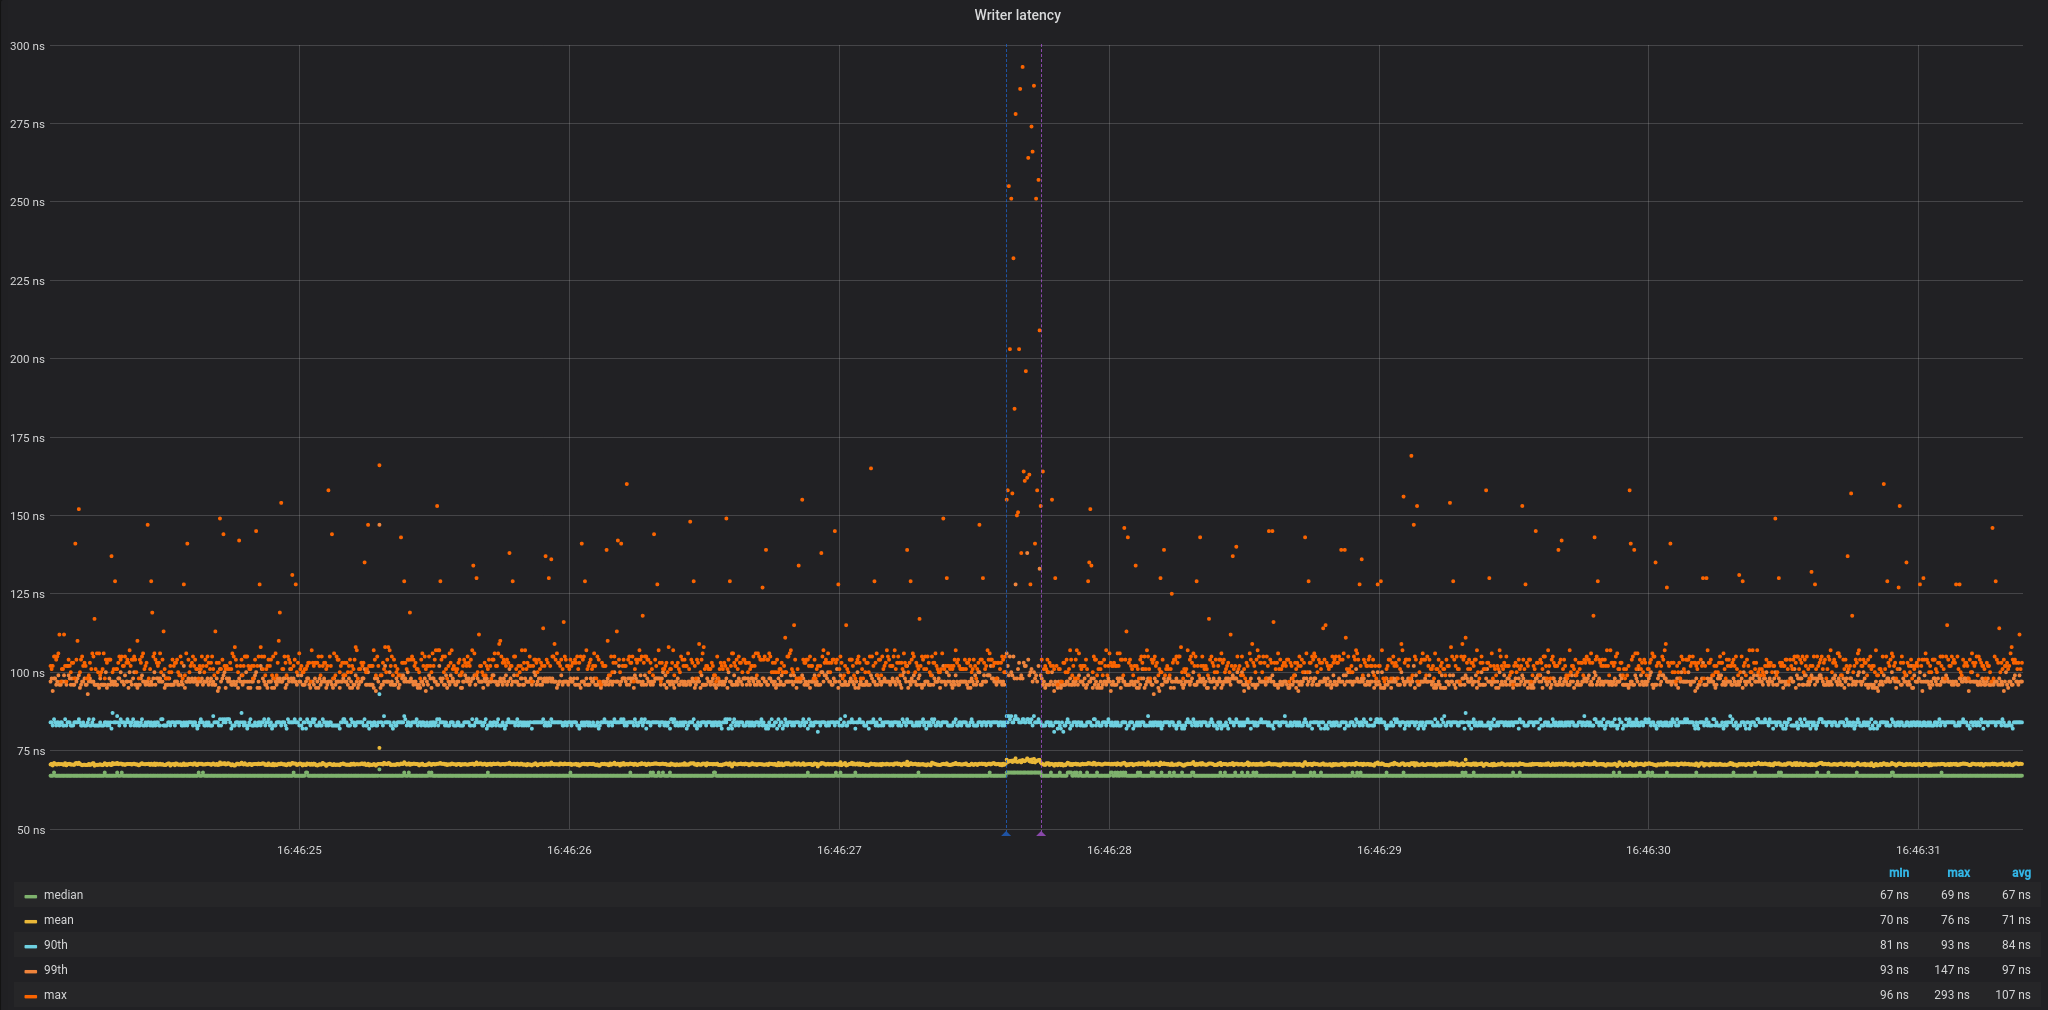 Writer latency
300 ns
275 ns
250 ns
225 ns
200 ns
175 ns
150 ns
125 ns
100 ns
75 ns
50 ns
16:46:25 16:46:26 16:46:27 16:46:28 16:46:29 16:46:30 16:46:31
min max avg
median 67 ns 69 ns 67 ns
mean 70 ns 76 ns 71 ns
90th 81 ns 93 ns 84 ns
99th 93 ns 147 ns 97 ns
max 96 ns 293 ns 107 ns